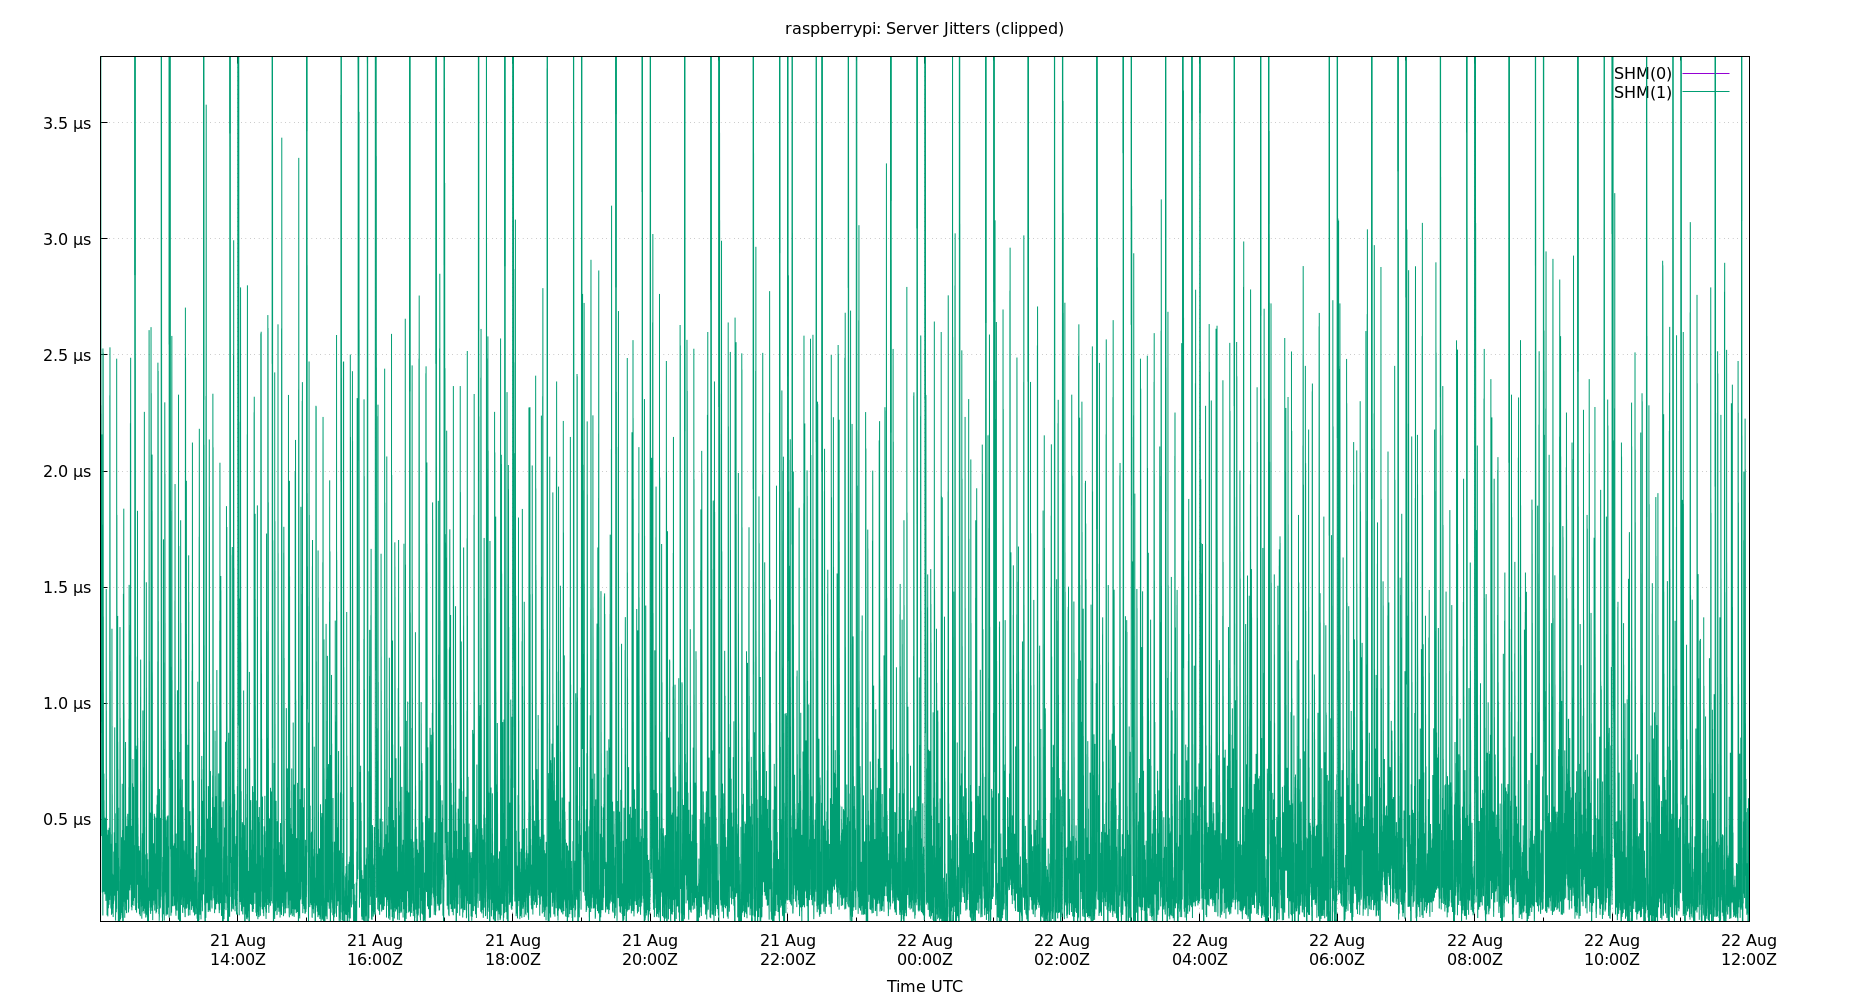 raspberrypi: Server Jitters (clipped)
SHM(0)
SHM(1)
3.5 µs
3.0 µs
2.5 µs
2.0 µs
1.5 µs
1.0 µs
0.5 µs
21 Aug 21 Aug 21 Aug 21 Aug 21 Aug 22 Aug 22 Aug 22 Aug 22 Aug 22 Aug 22 Aug 22 Aug
14:00Z 16:00Z 18:00Z 20:00Z 22:00Z 00:00Z 02:00Z 04:00Z 06:00Z 08:00Z 10:00Z 12:00Z
Time UTC